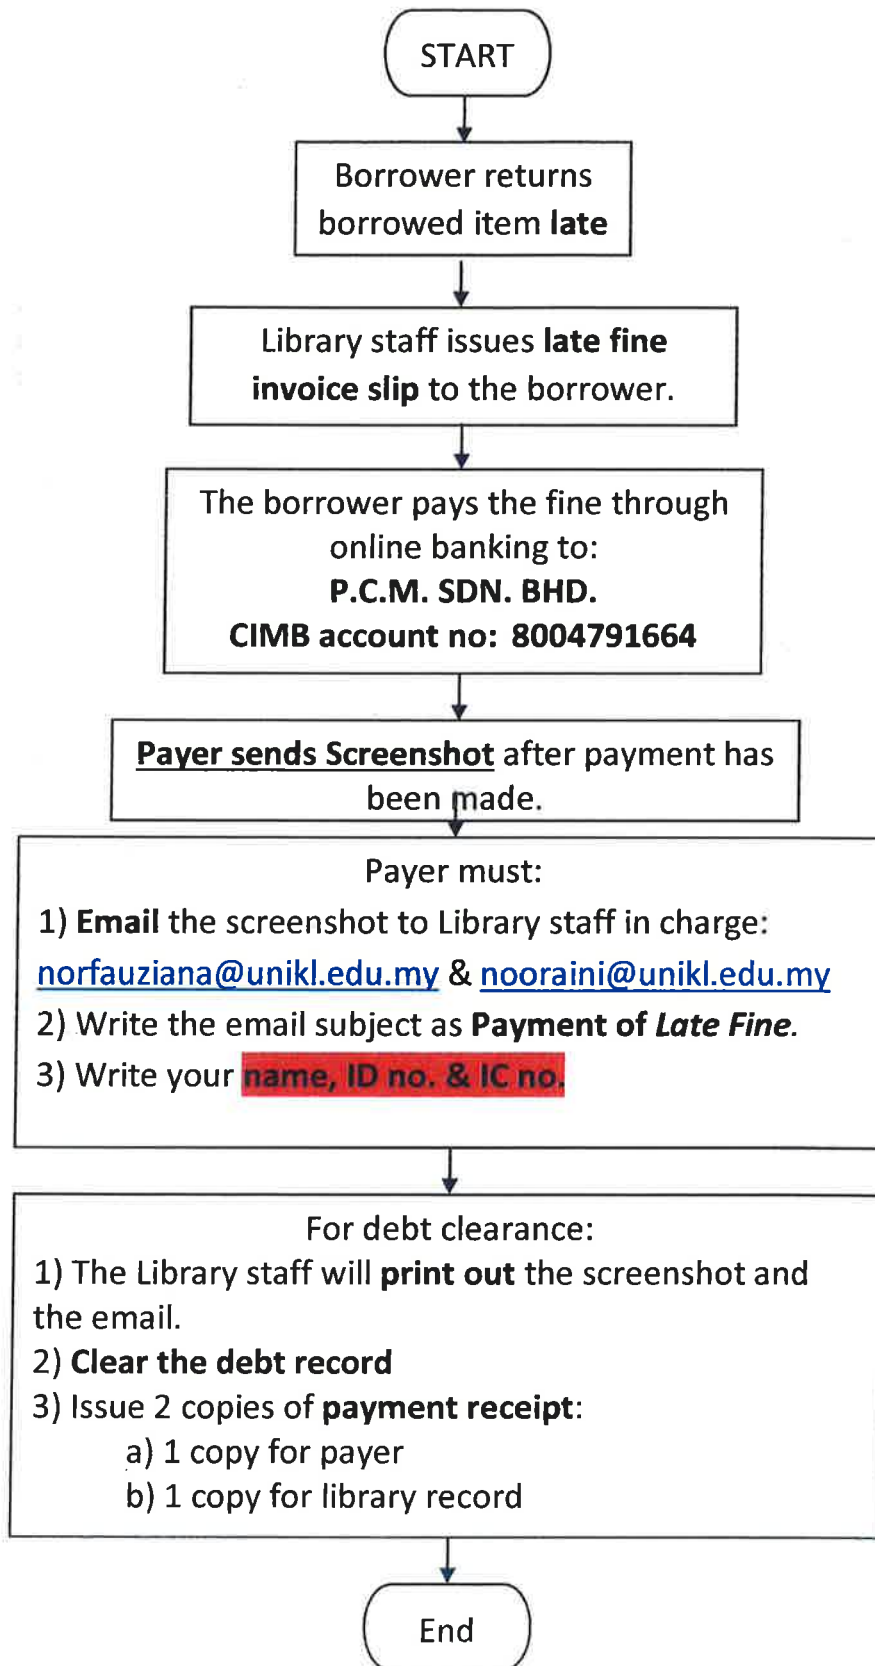 START
Borrower returns
borrowed item late
Library staff issues late fine
invoice slip to the borrower.
The borrower pays the fine through
online banking to:
P.C.M. SDN. BHD.
CIMB account no: 8004791664
Payer sends Screenshot after payment has
been made.
Payer must:
1) Email the screenshot to Library staff in charge:
norfauziana@unikl.edu.my & nooraini@unikl.edu.my
2) Write the email subject as Payment of Late Fine.
3) Write your name, ID no. & IC no.
For debt clearance:
1) The Library staff will print out the screenshot and
the email.
2) Clear the debt record
3) Issue 2 copies of payment receipt:
a) 1 copy for payer
b) 1 copy for library record
End